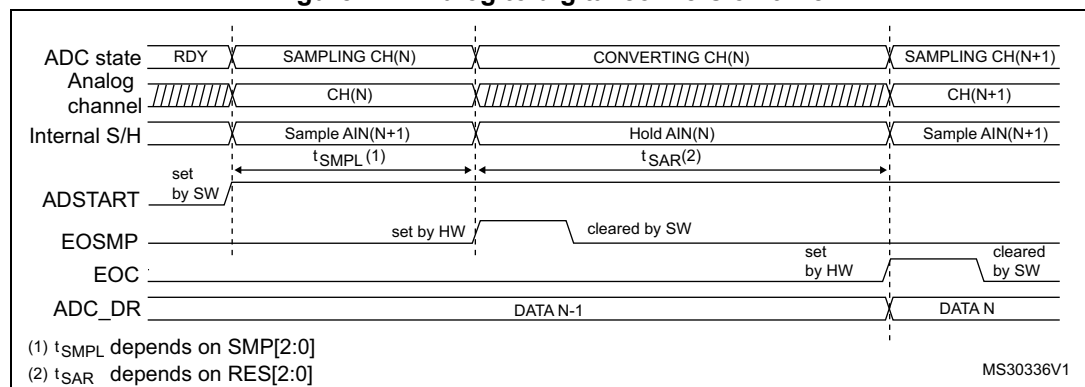 ADC state RDY SAMPLING CH(N) CONVERTING CH(N) SAMPLING CH(N+1)
Analog channel CH(N) CH(N+1)
Internal S/H Sample AIN(N+1) Hold AIN(N) Sample AIN(N+1)
tSMPL(1) tSAR(2)
set
by SW
ADSTART
set by HW cleared by SW
EOSMP
set
by HW
cleared
by SW
EOC
ADC_DR DATA N-1 DATA N
(1) tSMPL depends on SMP[2:0]
(2) tSAR depends on RES[2:0]
MS30336V1